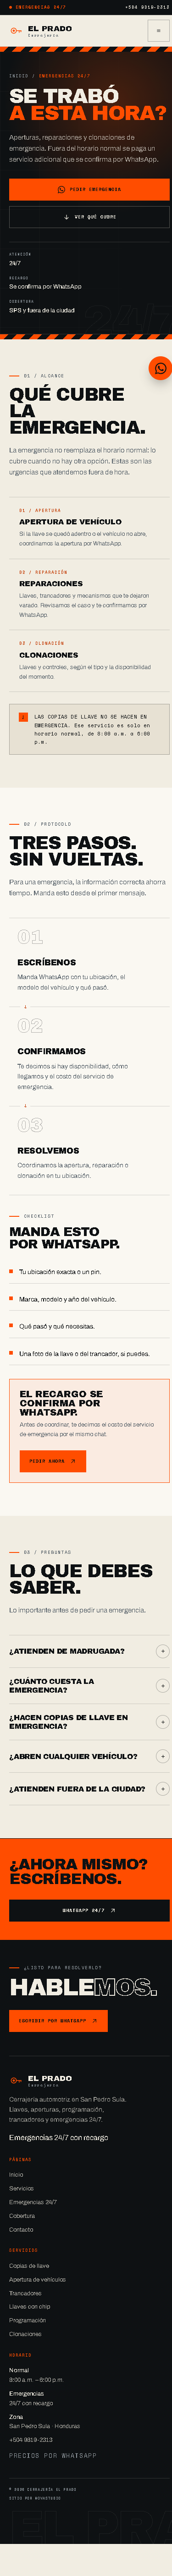 EMERGENCIAS 24/7
+504 9819-2313
EL PRADO
Cerrajeros
INICIO / EMERGENCIAS 24/7
SE TRABÓ
A ESTA HORA?
Aperturas, reparaciones y clonaciones de
emergencia. Fuera del horario normal se paga un
servicio adicional que se confirma por WhatsApp.
PEDIR EMERGENCIA
VER QUÉ CUBRE
ATENCIÓN
24/7
RECARGO
Se confirma por WhatsApp
COBERTURA
SPS y fuera de la ciudad
24/7
01 / ALCANCE
QUÉ CUBRE
LA
EMERGENCIA.
La emergencia no reemplaza el horario normal: lo
cubre cuando no hay otra opción. Estas son las
urgencias que atendemos fuera de hora.
01 / APERTURA
APERTURA DE VEHÍCULO
Si la llave se quedó adentro o el vehículo no abre,
coordinamos la apertura por WhatsApp.
02 / REPARACIÓN
REPARACIONES
Llaves, trancadores y mecanismos que te dejaron
varado. Revisamos el caso y te confirmamos por
WhatsApp.
03 / CLONACIÓN
CLONACIONES
Llaves y controles, según el tipo y la disponibilidad
del momento.
LAS COPIAS DE LLAVE NO SE HACEN EN
EMERGENCIA. Ese servicio es solo en
horario normal, de 8:00 a.m. a 6:00
p.m.
02 / PROTOCOLO
TRES PASOS.
SIN VUELTAS.
Para una emergencia, la información correcta ahorra
tiempo. Manda esto desde el primer mensaje.
01
ESCRÍBENOS
Manda WhatsApp con tu ubicación, el
modelo del vehículo y qué pasó.
02
CONFIRMAMOS
Te decimos si hay disponibilidad, cómo
llegamos y el costo del servicio de
emergencia.
03
RESOLVEMOS
Coordinamos la apertura, reparación o
clonación en tu ubicación.
CHECKLIST
MANDA ESTO
POR WHATSAPP.
Tu ubicación exacta o un pin.
Marca, modelo y año del vehículo.
Qué pasó y qué necesitas.
Una foto de la llave o del trancador, si puedes.
EL RECARGO SE
CONFIRMA POR
WHATSAPP.
Antes de coordinar, te decimos el costo del servicio
de emergencia por el mismo chat.
PEDIR AHORA
03 / PREGUNTAS
LO QUE DEBES
SABER.
Lo importante antes de pedir una emergencia.
¿ATIENDEN DE MADRUGADA?
¿CUÁNTO CUESTA LA
EMERGENCIA?
¿HACEN COPIAS DE LLAVE EN
EMERGENCIA?
¿ABREN CUALQUIER VEHÍCULO?
¿ATIENDEN FUERA DE LA CIUDAD?
¿AHORA MISMO?
ESCRÍBENOS.
WHATSAPP 24/7
¿LISTO PARA RESOLVERLO?
HABLEMOS.
ESCRIBIR POR WHATSAPP
EL PRADO
Cerrajeros
Cerrajería automotriz en San Pedro Sula.
Llaves, aperturas, programación,
trancadores y emergencias 24/7.
Emergencias 24/7 con recargo
PÁGINAS
Inicio
Servicios
Emergencias 24/7
Cobertura
Contacto
SERVICIOS
Copias de llave
Apertura de vehículos
Trancadores
Llaves con chip
Programación
Clonaciones
HORARIO
Normal
8:00 a.m. – 6:00 p.m.
Emergencias
24/7 con recargo
Zona
San Pedro Sula · Honduras
+504 9819-2313
PRECIOS POR WHATSAPP
EL PRA